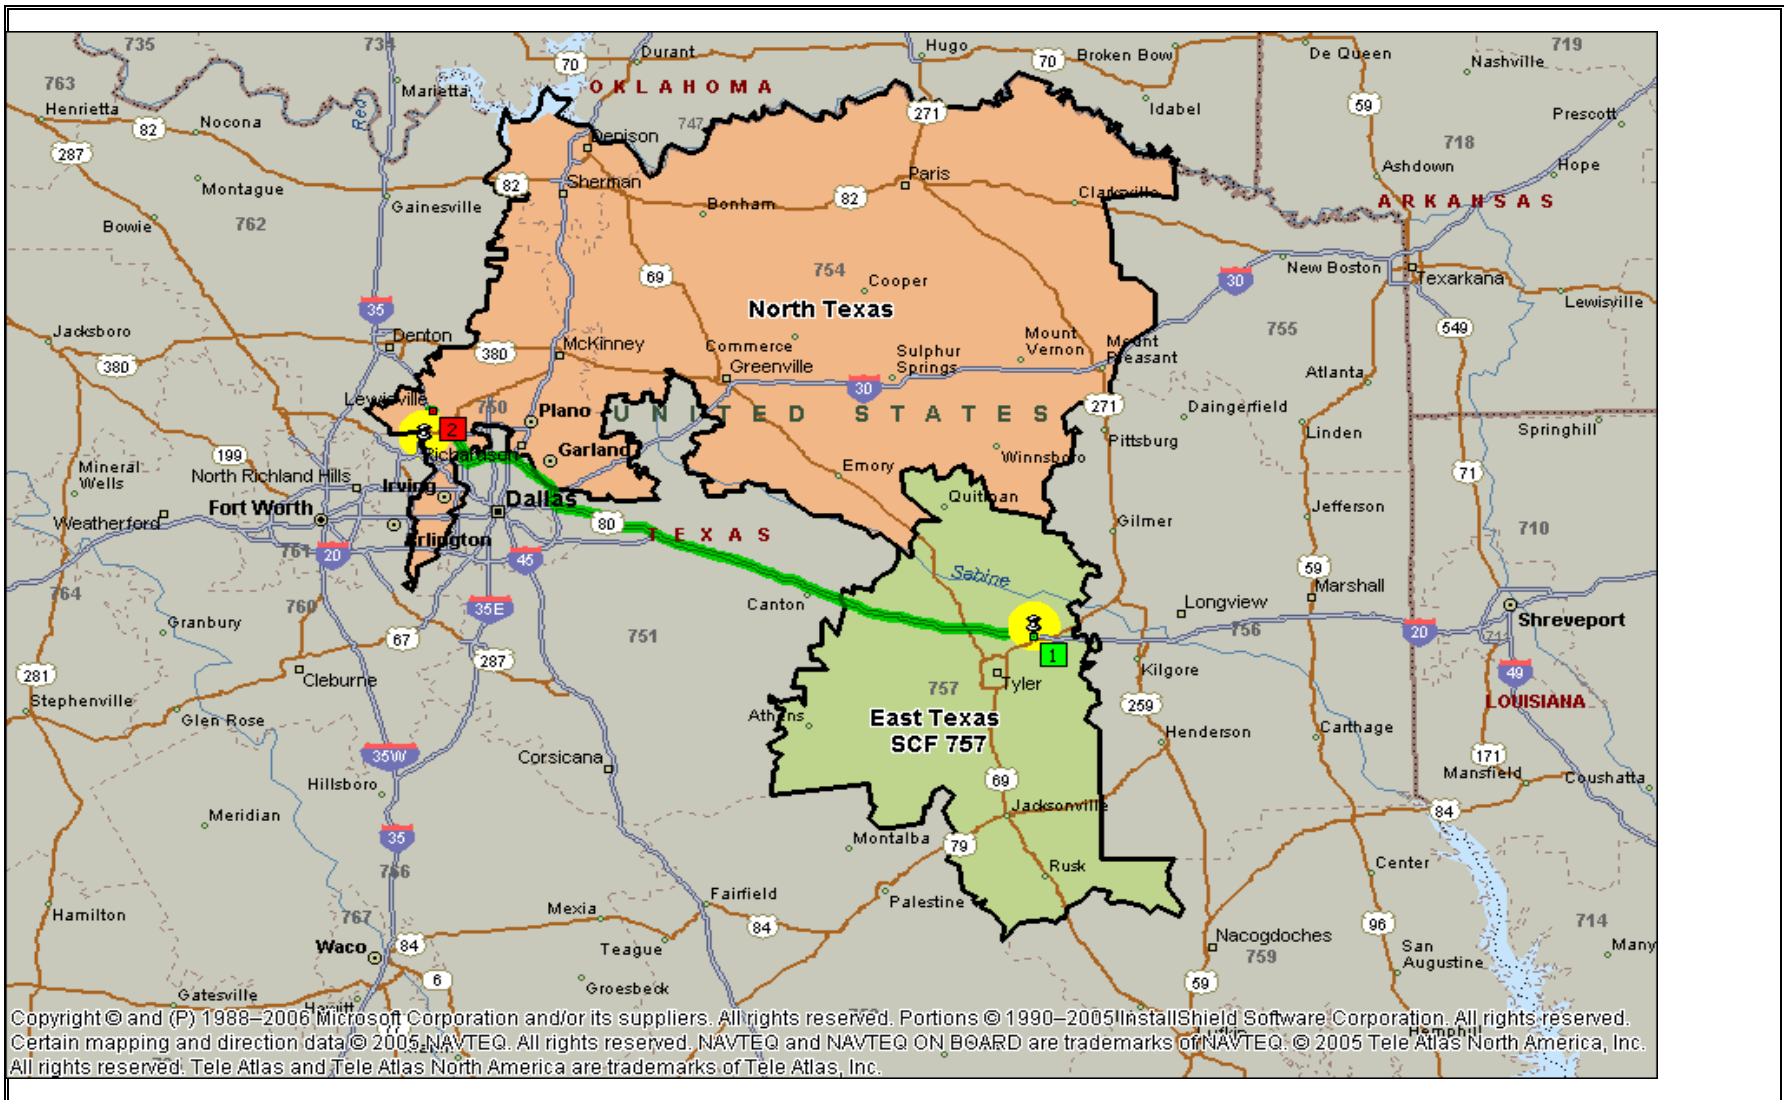 735
734
719
763
Durant
Hugo
Broken Bow
De Queen
Nashville
70
70
OKLAHOMA
Marietta
Henrietta
Red
82
Nocona
271
Idabel
59
Prescott
747
718
Denison
287
Ashdown
Hope
Montague
82
Sherman
Paris
82
Clarksville
ARKANSAS
Gainesville
Bonham
762
Bowie
754
69
Cooper
30
New Boston
Texarkana
35
North Texas
Lewisville
Jacksboro
Denton
McKinney
Commerce
Mount
Vernon
Mount
Pleasant
755
549
380
380
Sulphur
Springs
Greenville
30
Atlanta
Lewisville
750
Plano
UNITED STATES
271
Daingerfield
3
2
Linden
Springhill
Pittsburg
199
Richardson
Garland
Winnsboro
Mineral
Wells
North Richland Hills
Emory
71
Irving
Quitman
Fort Worth
Dallas
Jefferson
Weatherford
80
Gilmer
710
Arlington
TEXAS
761
20
45
59
Sabine
Marshall
764
760
35E
Canton
Longview
Shreveport
Granbury
67
751
3
756
20
711
1
287
Kilgore
281
Cleburne
49
Tyler
757
Stephenville
LOUISIANA
Glen Rose
Athens
East Texas
SCF 757
259
Henderson
Carthage
35W
Corsicana
171
Hillsboro
69
Mansfield
Coushatta
Meridian
Jacksonville
84
35
Montalba
79
766
Rusk
Center
Fairfield
Palestine
Hamilton
767
Mexia
84
96
714
Waco
84
Teague
Nacogdoches
759
San
Augustine
Many
6
Groesbeck
59
Gatesville
Hewitt
Copyright © and (P) 1988–2006 Microsoft Corporation and/or its suppliers. All rights reserved. Portions © 1990–2005 InstallShield Software Corporation. All rights reserved.
Lufkin
Hemphill
Certain mapping and direction data © 2005 NAVTEQ. All rights reserved. NAVTEQ and NAVTEQ ON BOARD are trademarks of NAVTEQ. © 2005 Tele Atlas North America, Inc.
All rights reserved. Tele Atlas and Tele Atlas North America are trademarks of Tele Atlas, Inc.